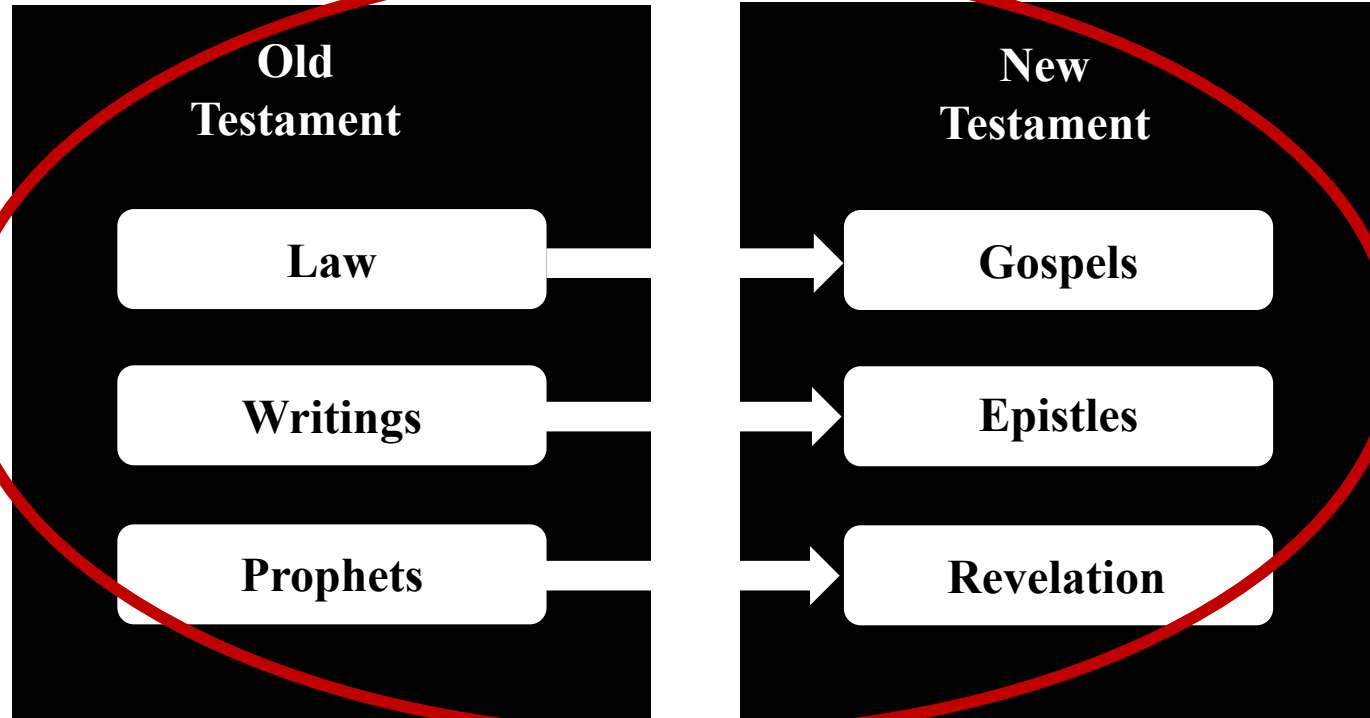 Old
Testament
Law
Writings
Prophets
New
Testament
Gospels
Epistles
Revelation